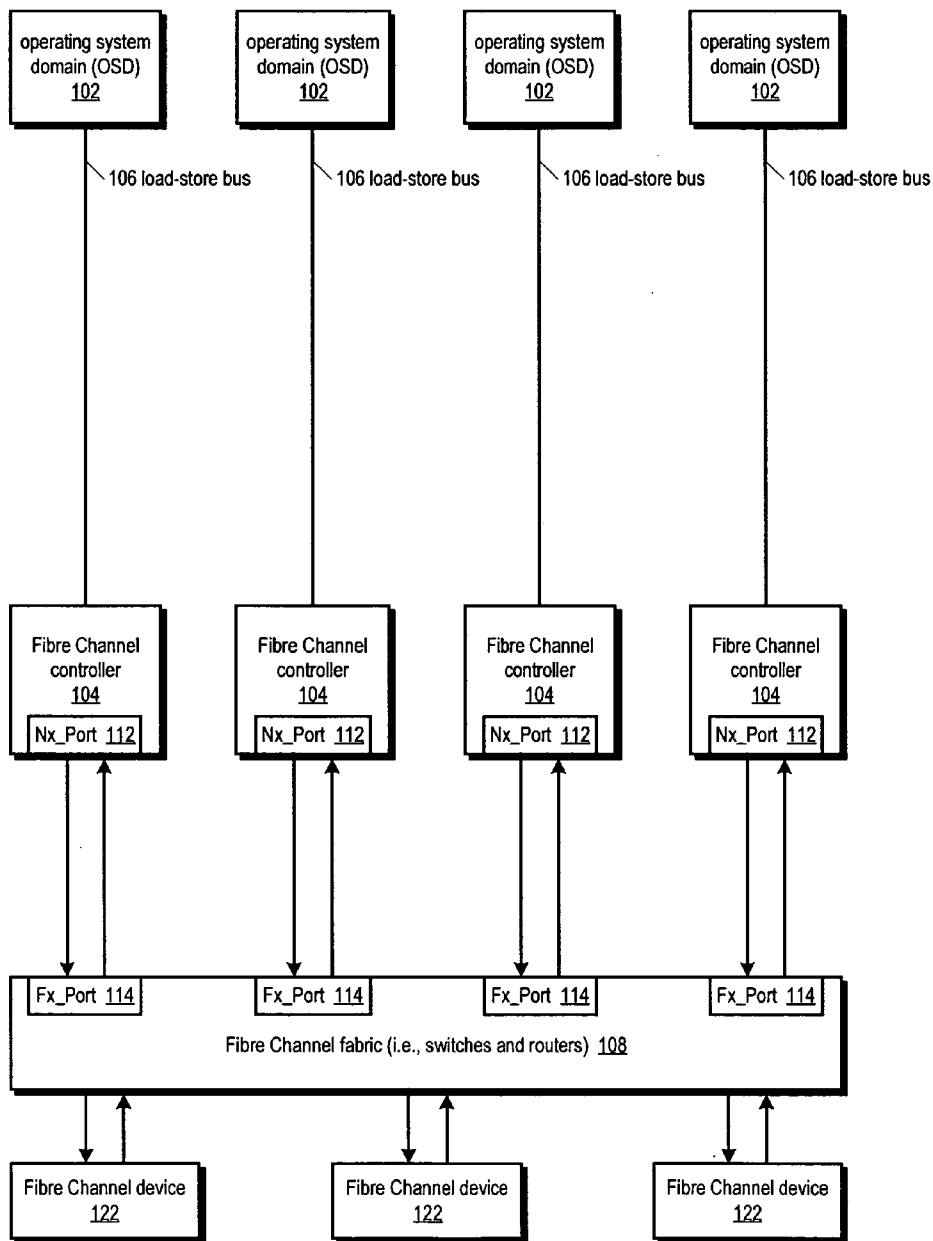 operating system
domain (OSD)
102
operating system
domain (OSD)
102
operating system
domain (OSD)
102
operating system
domain (OSD)
102
106 load-store bus
106 load-store bus
106 load-store bus
106 load-store bus
Fibre Channel
controller
104
Nx_Port 112
Fibre Channel
controller
104
Nx_Port 112
Fibre Channel
controller
104
Nx_Port 112
Fibre Channel
controller
104
Nx_Port 112
Fx_Port 114
Fx_Port 114
Fx_Port 114
Fx_Port 114
Fibre Channel fabric (i.e., switches and routers) 108
Fibre Channel device
122
Fibre Channel device
122
Fibre Channel device
122